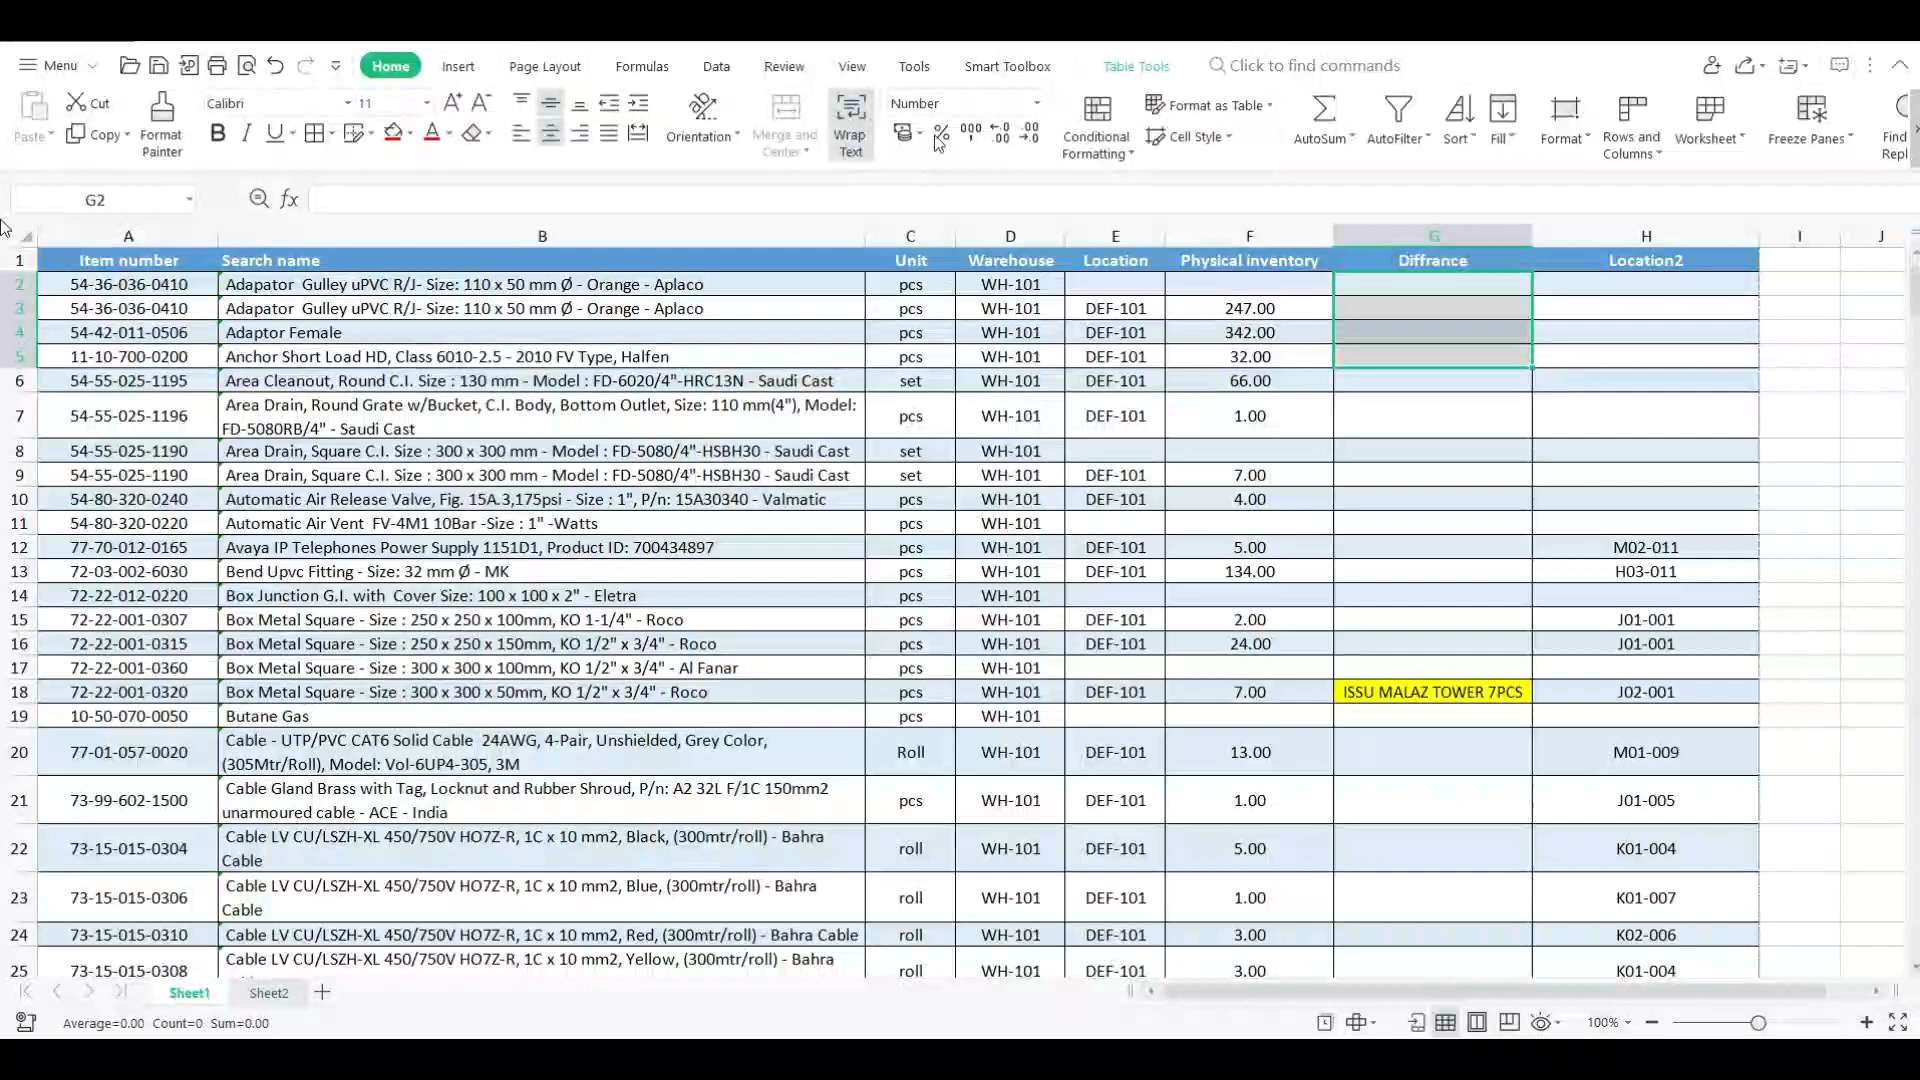 Menu Home Insert Page Layout Formulas Data Review View Tools Smart Toolbox Table Tools Click to find commands
Cut Calibri 11 Number Format as Table
Paste Copy Format Painter Orientation Merge and Center Wrap Text Conditional Formatting Cell Style AutoSum AutoFilter Sort Fill Format Rows and Columns Worksheet Freeze Panes Find Repl
G2 fx
A B C D E F G H I J
1 Item number Search name Unit Warehouse Location Physical inventory Diffrance Location2
2 54-36-036-0410 Adapator Gulley uPVC R/J- Size: 110 x 50 mm Ø - Orange - Aplaco pcs WH-101
3 54-36-036-0410 Adapator Gulley uPVC R/J- Size: 110 x 50 mm Ø - Orange - Aplaco pcs WH-101 DEF-101 247.00
4 54-42-011-0506 Adaptor Female pcs WH-101 DEF-101 342.00
5 11-10-700-0200 Anchor Short Load HD, Class 6010-2.5 - 2010 FV Type, Halfen pcs WH-101 DEF-101 32.00
6 54-55-025-1195 Area Cleanout, Round C.I. Size : 130 mm - Model : FD-6020/4"-HRC13N - Saudi Cast set WH-101 DEF-101 66.00
7 54-55-025-1196 Area Drain, Round Grate w/Bucket, C.I. Body, Bottom Outlet, Size: 110 mm(4"), Model: pcs WH-101 DEF-101 1.00
FD-5080RB/4" - Saudi Cast
8 54-55-025-1190 Area Drain, Square C.I. Size : 300 x 300 mm - Model : FD-5080/4"-HSBH30 - Saudi Cast set WH-101
9 54-55-025-1190 Area Drain, Square C.I. Size : 300 x 300 mm - Model : FD-5080/4"-HSBH30 - Saudi Cast set WH-101 DEF-101 7.00
10 54-80-320-0240 Automatic Air Release Valve, Fig. 15A.3,175psi - Size : 1", P/n: 15A30340 - Valmatic pcs WH-101 DEF-101 4.00
11 54-80-320-0220 Automatic Air Vent FV-4M1 10Bar -Size : 1" -Watts pcs WH-101
12 77-70-012-0165 Avaya IP Telephones Power Supply 1151D1, Product ID: 700434897 pcs WH-101 DEF-101 5.00 M02-011
13 72-03-002-6030 Bend Upvc Fitting - Size: 32 mm Ø - MK pcs WH-101 DEF-101 134.00 H03-011
14 72-22-012-0220 Box Junction G.I. with Cover Size: 100 x 100 x 2" - Eletra pcs WH-101
15 72-22-001-0307 Box Metal Square - Size : 250 x 250 x 100mm, KO 1-1/4" - Roco pcs WH-101 DEF-101 2.00 J01-001
16 72-22-001-0315 Box Metal Square - Size : 250 x 250 x 150mm, KO 1/2" x 3/4" - Roco pcs WH-101 DEF-101 24.00 J01-001
17 72-22-001-0360 Box Metal Square - Size : 300 x 300 x 100mm, KO 1/2" x 3/4" - Al Fanar pcs WH-101
18 72-22-001-0320 Box Metal Square - Size : 300 x 300 x 50mm, KO 1/2" x 3/4" - Roco pcs WH-101 DEF-101 7.00 ISSU MALAZ TOWER 7PCS J02-001
19 10-50-070-0050 Butane Gas pcs WH-101
20 77-01-057-0020 Cable - UTP/PVC CAT6 Solid Cable 24AWG, 4-Pair, Unshielded, Grey Color, Roll WH-101 DEF-101 13.00 M01-009
(305Mtr/Roll), Model: Vol-6UP4-305, 3M
21 73-99-602-1500 Cable Gland Brass with Tag, Locknut and Rubber Shroud, P/n: A2 32L F/1C 150mm2 pcs WH-101 DEF-101 1.00 J01-005
unarmoured cable - ACE - India
22 73-15-015-0304 Cable LV CU/LSZH-XL 450/750V HO7Z-R, 1C x 10 mm2, Black, (300mtr/roll) - Bahra roll WH-101 DEF-101 5.00 K01-004
Cable
23 73-15-015-0306 Cable LV CU/LSZH-XL 450/750V HO7Z-R, 1C x 10 mm2, Blue, (300mtr/roll) - Bahra roll WH-101 DEF-101 1.00 K01-007
Cable
24 73-15-015-0310 Cable LV CU/LSZH-XL 450/750V HO7Z-R, 1C x 10 mm2, Red, (300mtr/roll) - Bahra Cable roll WH-101 DEF-101 3.00 K02-006
25 73-15-015-0308 Cable LV CU/LSZH-XL 450/750V HO7Z-R, 1C x 10 mm2, Yellow, (300mtr/roll) - Bahra roll WH-101 DEF-101 3.00 K01-004
Sheet1 Sheet2
Average=0.00 Count=0 Sum=0.00 100%